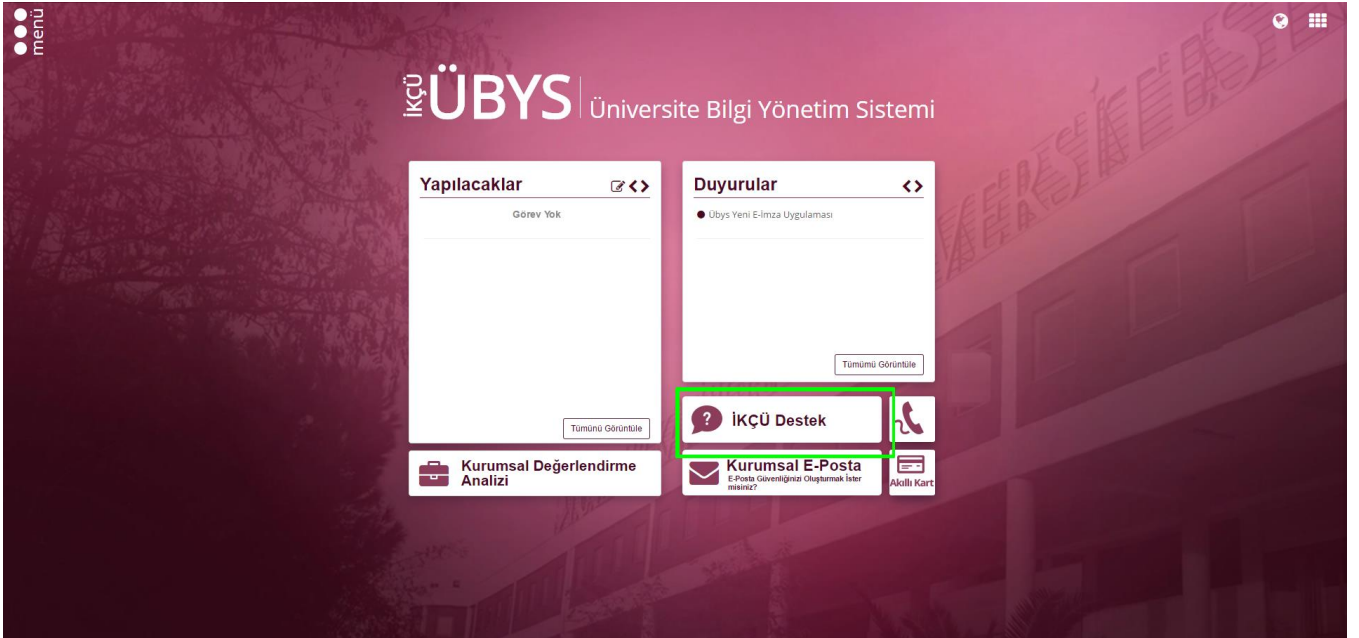 menü
İKÇÜ ÜBYS Üniversite Bilgi Yönetim Sistemi
Yapılacaklar
Görev Yok
Tümünü Görüntüle
Kurumsal Değerlendirme
Analizi
Duyurular
Übys Yeni E-İmza Uygulaması
Tümümü Görüntüle
? İKÇÜ Destek
Kurumsal E-Posta
E-Posta Güvenliğinizi Oluşturmak İster
misiniz?
Akıllı Kart